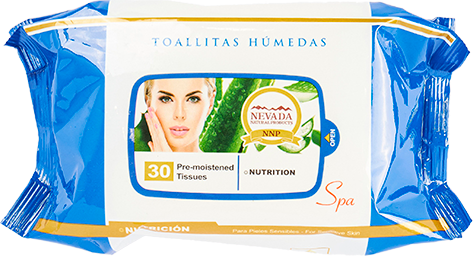 TOALLITAS HÚMEDAS
NEVADA
NATURAL PRODUCTS
NNP
OPEN
30 Pre-moistened
Tissues
NUTRITION
Spa
NUTRICIÓN
Para Pieles Sensibles - For Sensitive Skin